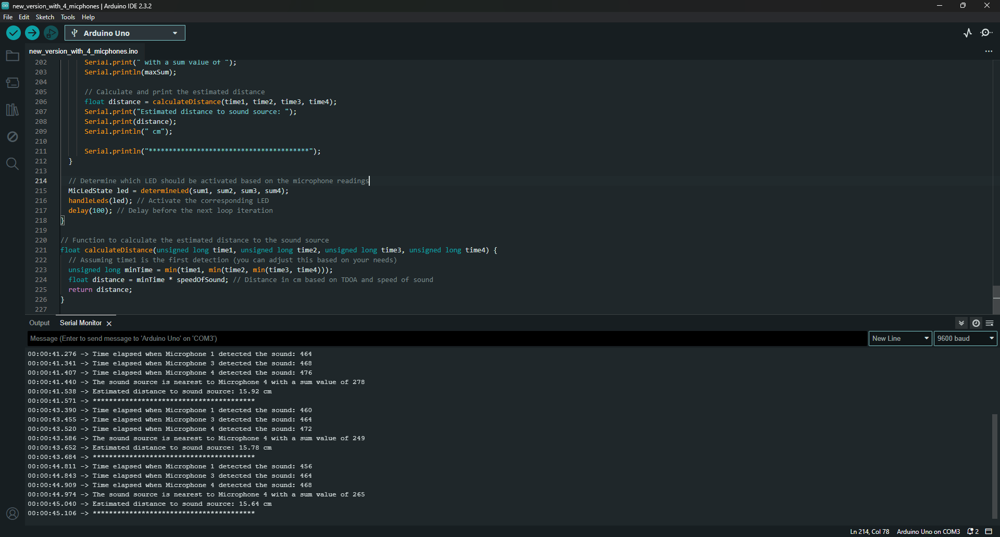 new_version_with_4_micphones | Arduino IDE 2.3.2
File Edit Sketch Tools Help
Arduino Uno
new_version_with_4_micphones.ino
202 Serial.print(" with a sum value of ");
203 Serial.println(maxSum);
204
205 // Calculate and print the estimated distance
206 float distance = calculateDistance(time1, time2, time3, time4);
207 Serial.print("Estimated distance to sound source: ");
208 Serial.print(distance);
209 Serial.println(" cm");
210
211 Serial.println("****************************************");
212 }
213
214 // Determine which LED should be activated based on the microphone readings
215 MicLedState led = determineLed(sum1, sum2, sum3, sum4);
216 handleLeds(led); // Activate the corresponding LED
217 delay(100); // Delay before the next loop iteration
218 }
219
220 // Function to calculate the estimated distance to the sound source
221 float calculateDistance(unsigned long time1, unsigned long time2, unsigned long time3, unsigned long time4) {
222 // Assuming time1 is the first detection (you can adjust this based on your needs)
223 unsigned long minTime = min(time1, min(time2, min(time3, time4)));
224 float distance = minTime * speedOfSound; // Distance in cm based on TDOA and speed of sound
225 return distance;
226 }
227
Output Serial Monitor
Message (Enter to send message to 'Arduino Uno' on 'COM3') New Line 9600 baud
00:00:41.276 -> Time elapsed when Microphone 1 detected the sound: 464
00:00:41.341 -> Time elapsed when Microphone 3 detected the sound: 468
00:00:41.407 -> Time elapsed when Microphone 4 detected the sound: 476
00:00:41.440 -> The sound source is nearest to Microphone 4 with a sum value of 278
00:00:41.538 -> Estimated distance to sound source: 15.92 cm
00:00:41.571 -> ****************************************
00:00:43.390 -> Time elapsed when Microphone 1 detected the sound: 460
00:00:43.455 -> Time elapsed when Microphone 3 detected the sound: 464
00:00:43.520 -> Time elapsed when Microphone 4 detected the sound: 472
00:00:43.586 -> The sound source is nearest to Microphone 4 with a sum value of 249
00:00:43.652 -> Estimated distance to sound source: 15.78 cm
00:00:43.684 -> ****************************************
00:00:44.811 -> Time elapsed when Microphone 1 detected the sound: 456
00:00:44.843 -> Time elapsed when Microphone 3 detected the sound: 464
00:00:44.909 -> Time elapsed when Microphone 4 detected the sound: 468
00:00:44.974 -> The sound source is nearest to Microphone 4 with a sum value of 265
00:00:45.040 -> Estimated distance to sound source: 15.64 cm
00:00:45.106 -> ****************************************
Ln 214, Col 78 Arduino Uno on COM3 2